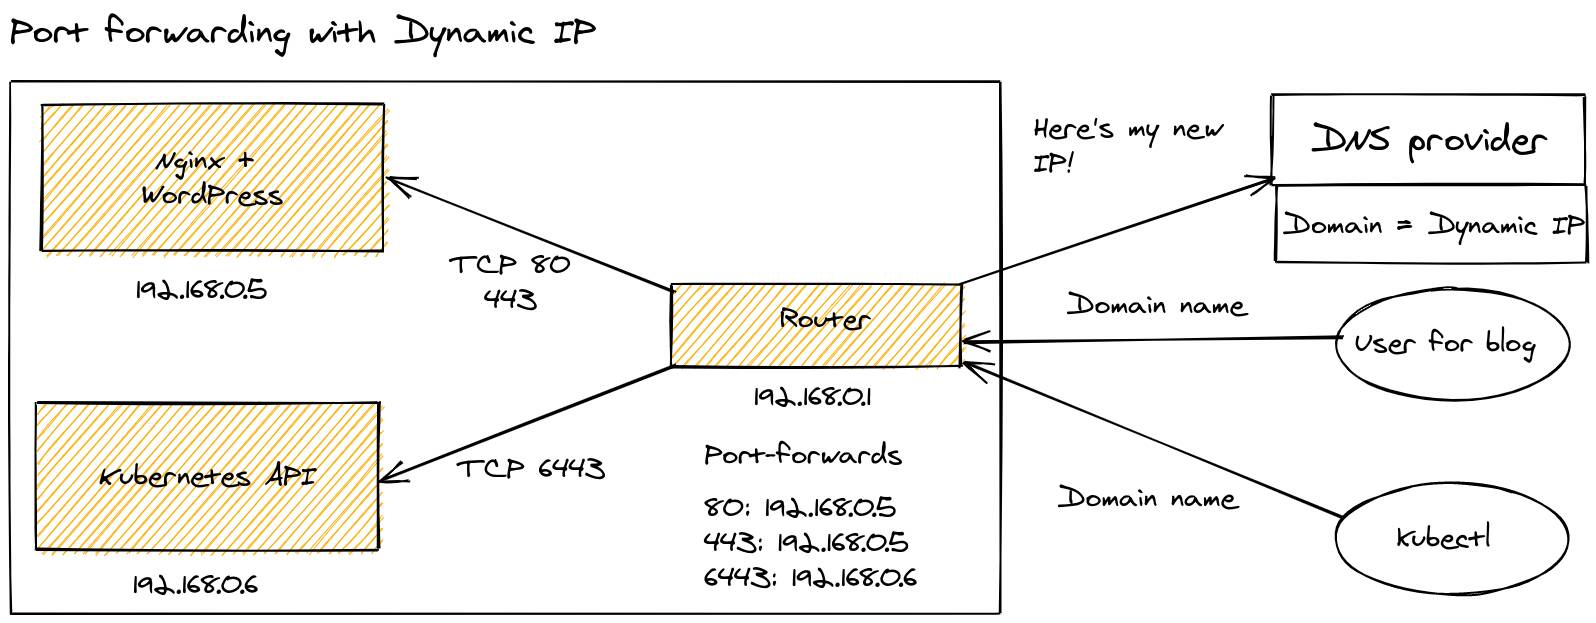 Port forwarding with Dynamic IP
Nginx +
WordPress
192.168.0.5
TCP 80
443
Router
192.168.0.1
Kubernetes API
192.168.0.6
TCP 6443
Port-forwards
80: 192.168.0.5
443: 192.168.0.5
6443: 192.168.0.6
Here's my new
IP!
DNS provider
Domain = Dynamic IP
Domain name
User for blog
Domain name
Kubectl